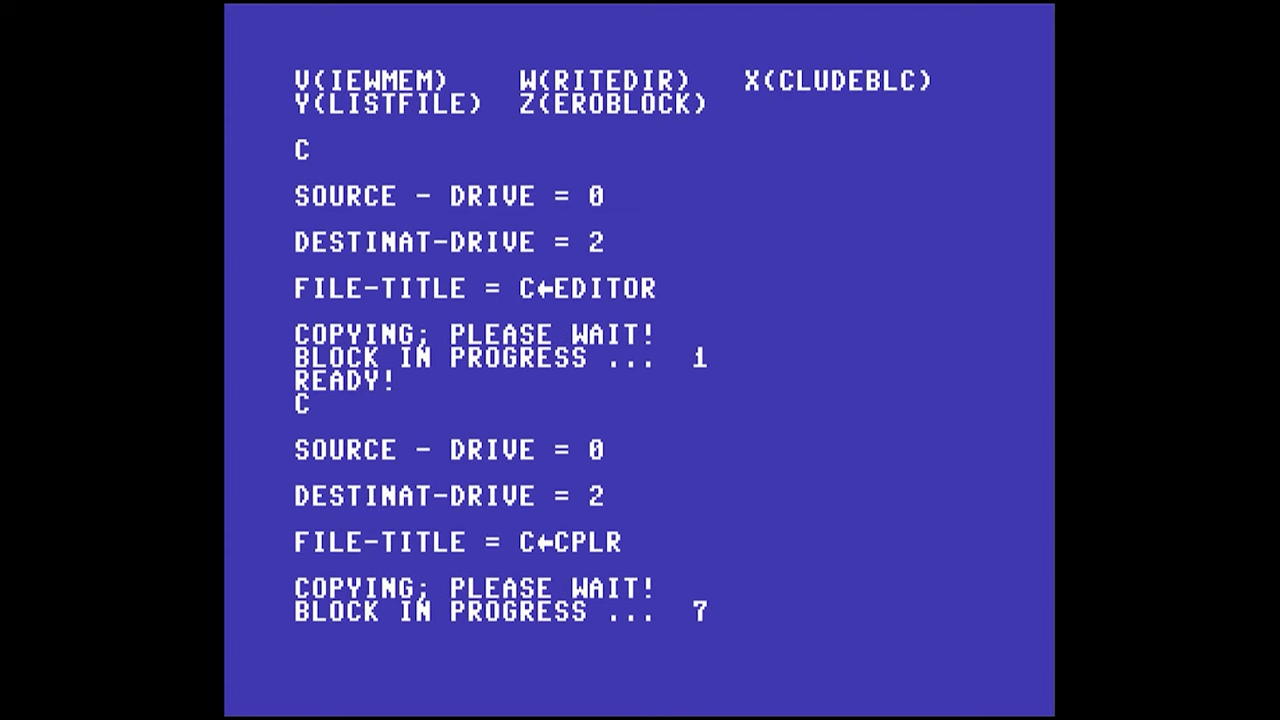 V(IEWMEM) W(RITEDIR) X(CLUDEBLC)
Y(LISTFILE) Z(EROBLOCK)
C
SOURCE - DRIVE = 0
DESTINAT-DRIVE = 2
FILE-TITLE = C←EDITOR
COPYING; PLEASE WAIT!
BLOCK IN PROGRESS ... 1
READY!
C
SOURCE - DRIVE = 0
DESTINAT-DRIVE = 2
FILE-TITLE = C←CPLR
COPYING; PLEASE WAIT!
BLOCK IN PROGRESS ... 7